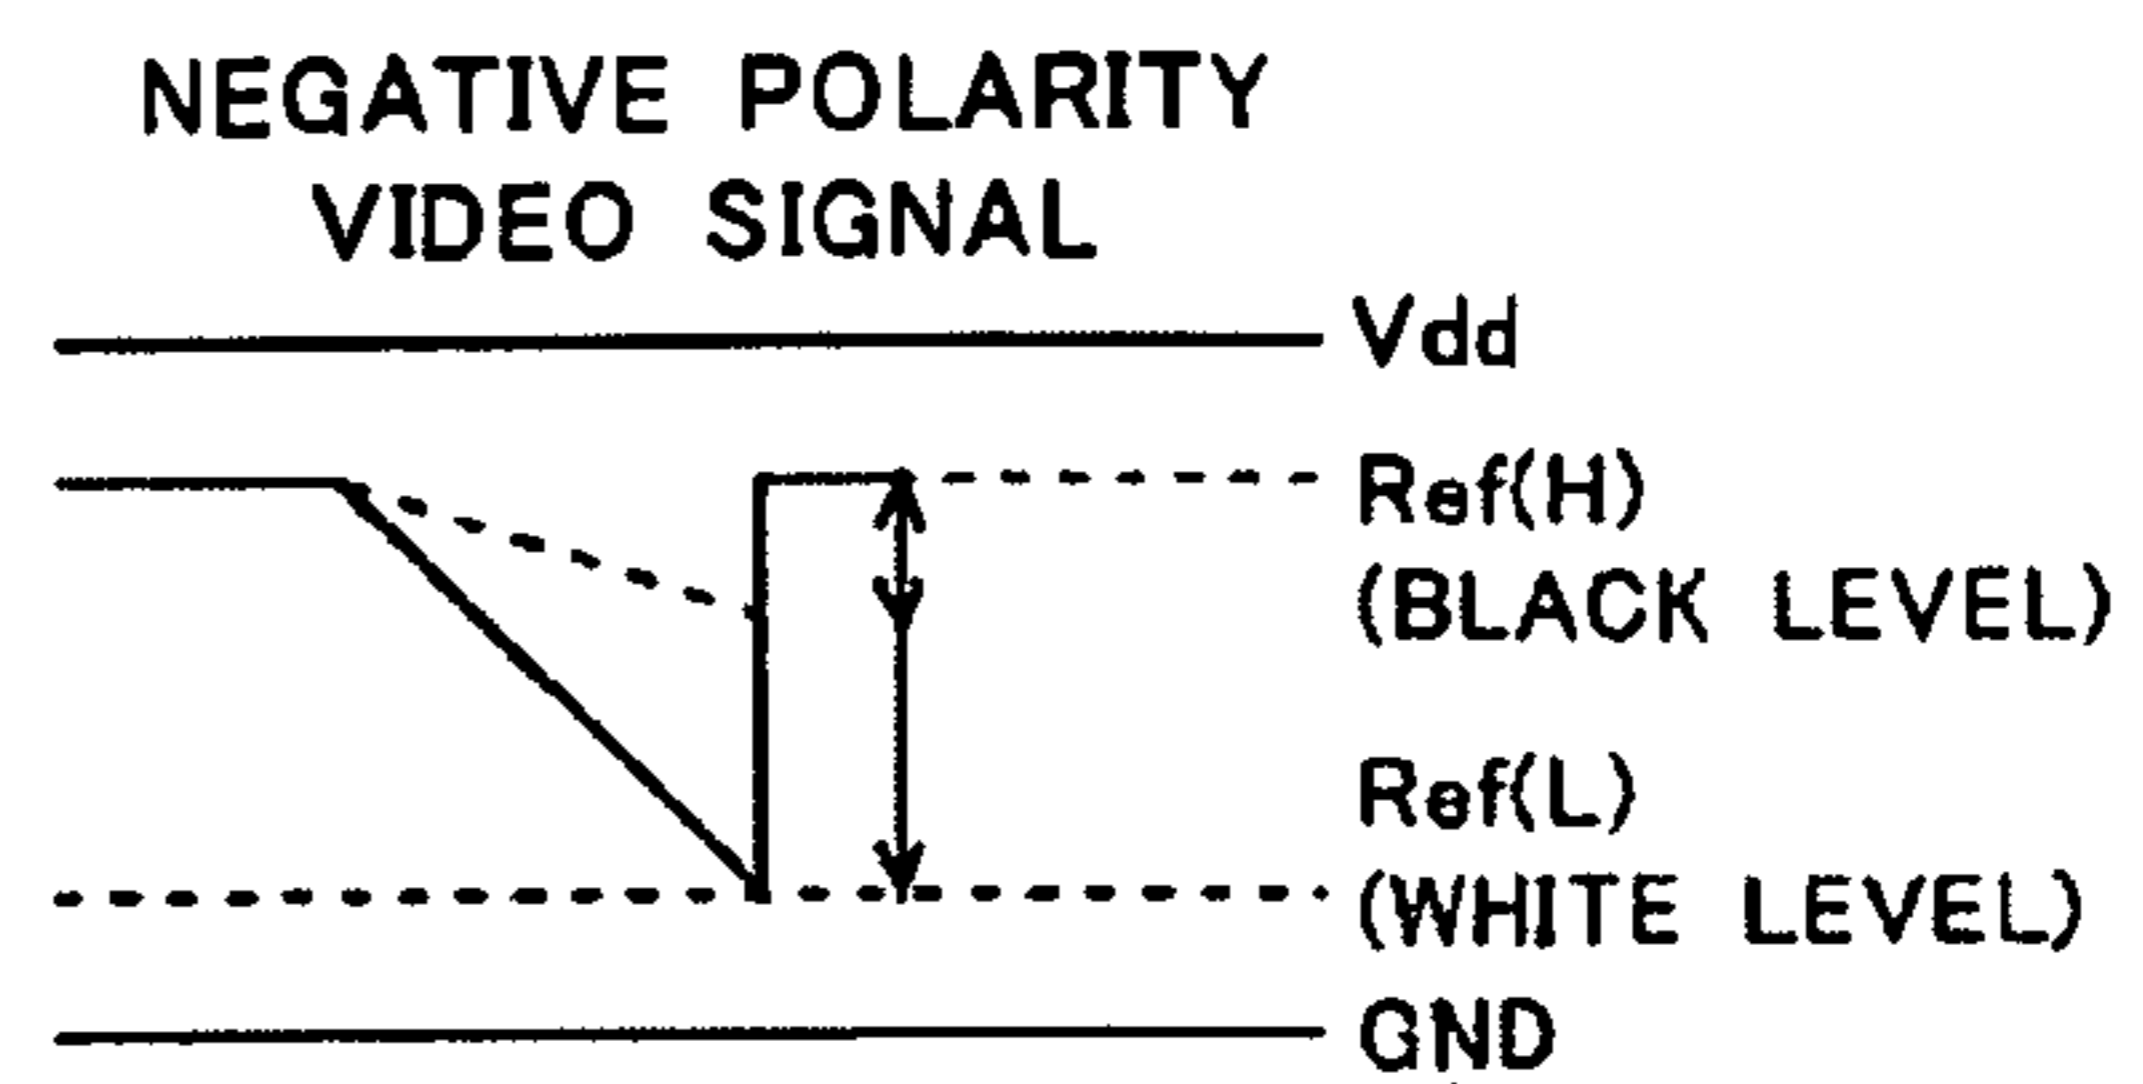 NEGATIVE POLARITY
VIDEO SIGNAL
Vdd
Ref(H)
(BLACK LEVEL)
Ref(L)
(WHITE LEVEL)
GND